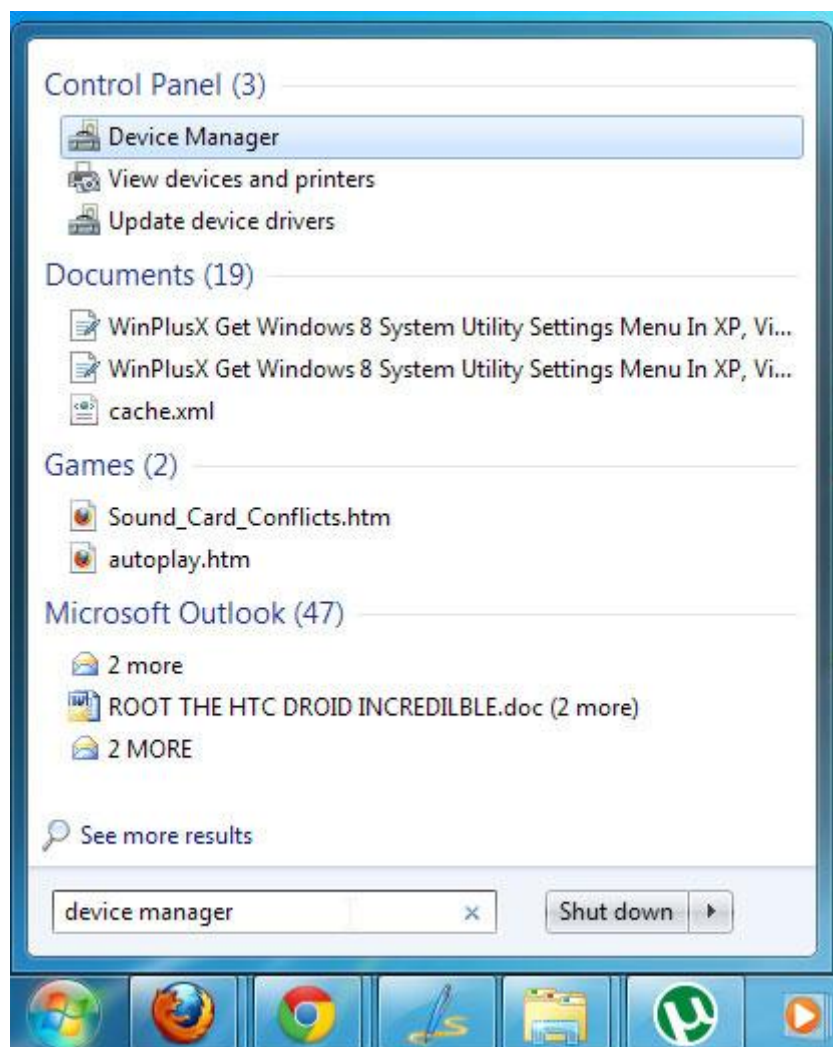 Control Panel (3)
Device Manager
View devices and printers
Update device drivers
Documents (19)
WinPlusX Get Windows 8 System Utility Settings Menu In XP, Vi...
WinPlusX Get Windows 8 System Utility Settings Menu In XP, Vi...
cache.xml
Games (2)
Sound_Card_Conflicts.htm
autoplay.htm
Microsoft Outlook (47)
2 more
ROOT THE HTC DROID INCREDILBLE.doc (2 more)
2 MORE
See more results
device manager
Shut down